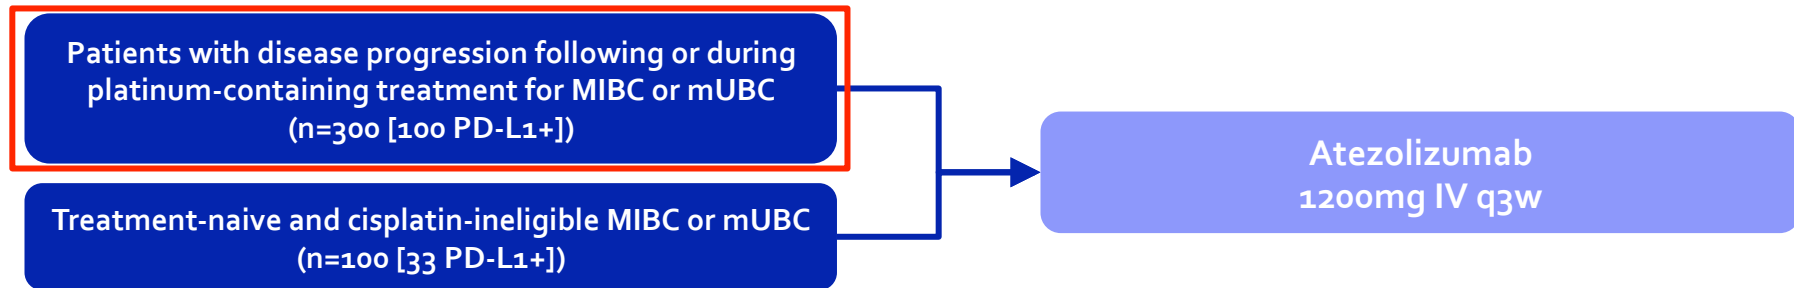 Patients with disease progression following or during
platinum-containing treatment for MIBC or mUBC
(n=300 [100 PD-L1+])
Treatment-naive and cisplatin-ineligible MIBC or mUBC
(n=100 [33 PD-L1+])
Atezolizumab
1200mg IV q3w